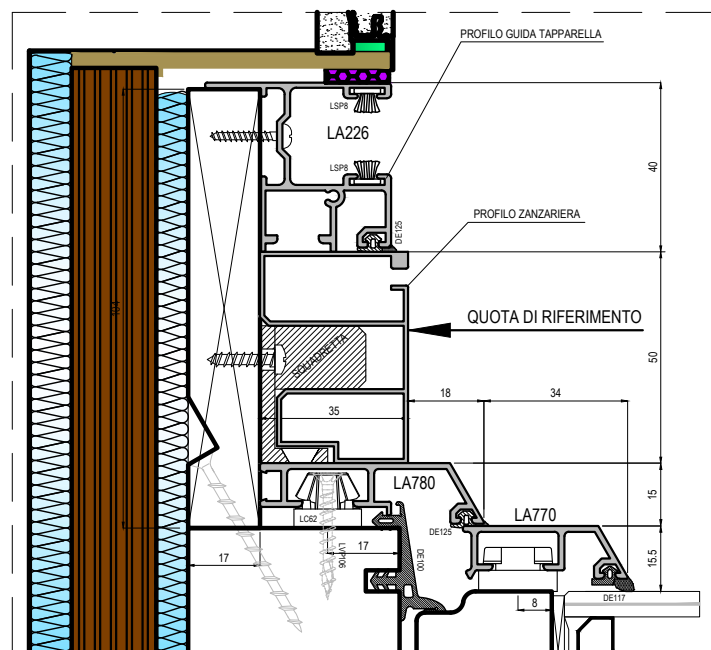 PROFILO GUIDA TAPPARELLA
LSP8
LA226
LSP8
40
DE125
PROFILO ZANZARIERA
104
QUOTA DI RIFERIMENTO
50
SQUADRETTA
18
34
35
LA780
15
LC62
LA770
DE125
17
LVP106
17
DE100
15.5
8
DE117